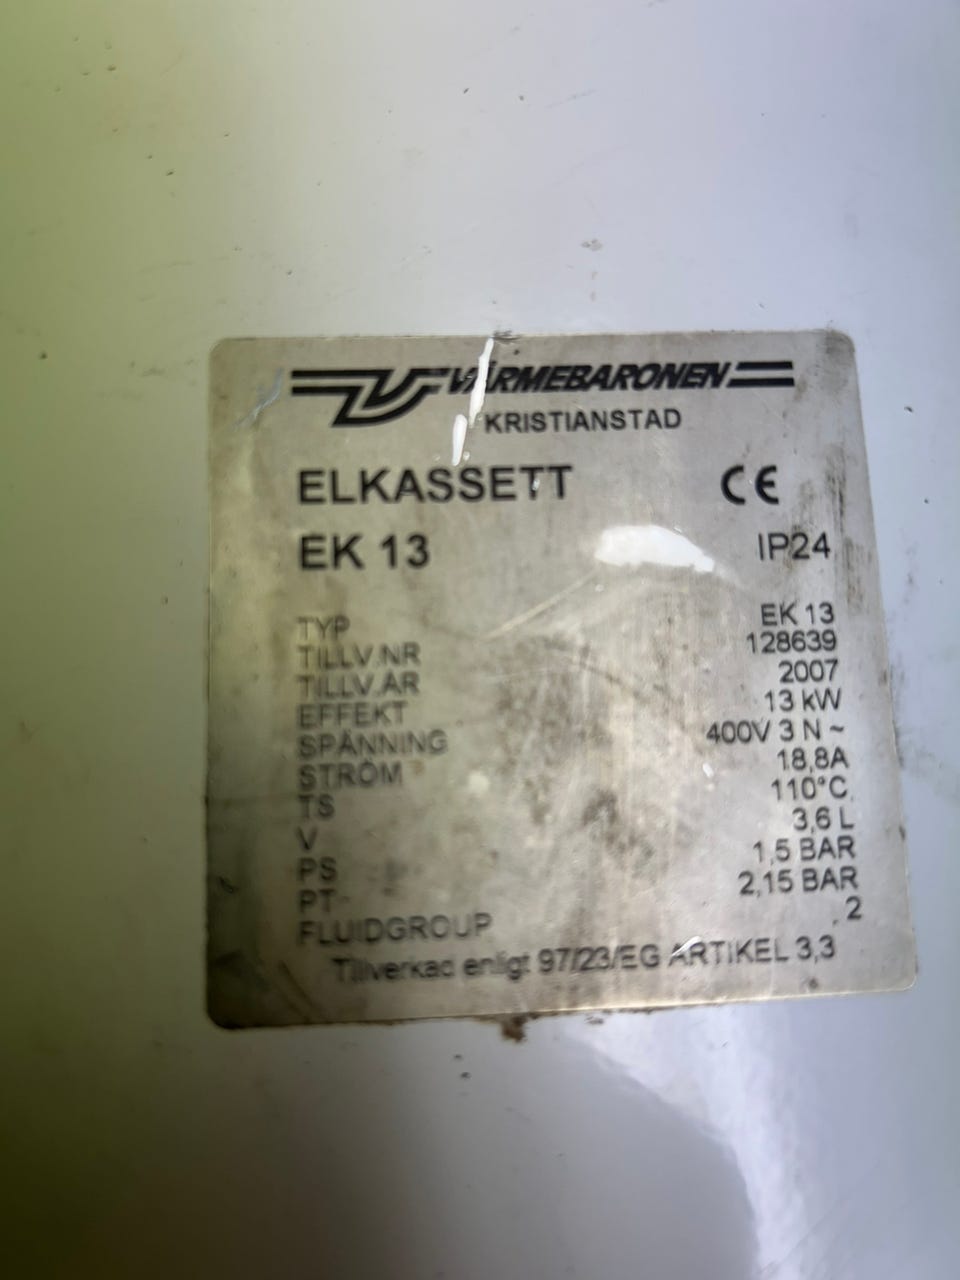 VÄRMEBARONEN
KRISTIANSTAD
ELKASSETT CE
EK 13 IP24
TYP EK 13
TILLV.NR 128639
TILLV.ÅR 2007
EFFEKT 13 kW
SPÄNNING 400V 3 N ~
STRÖM 18,8A
TS 110°C
V 3,6 L
PS 1,5 BAR
PT 2,15 BAR
FLUIDGROUP 2
Tillverkad enligt 97/23/EG ARTIKEL 3,3